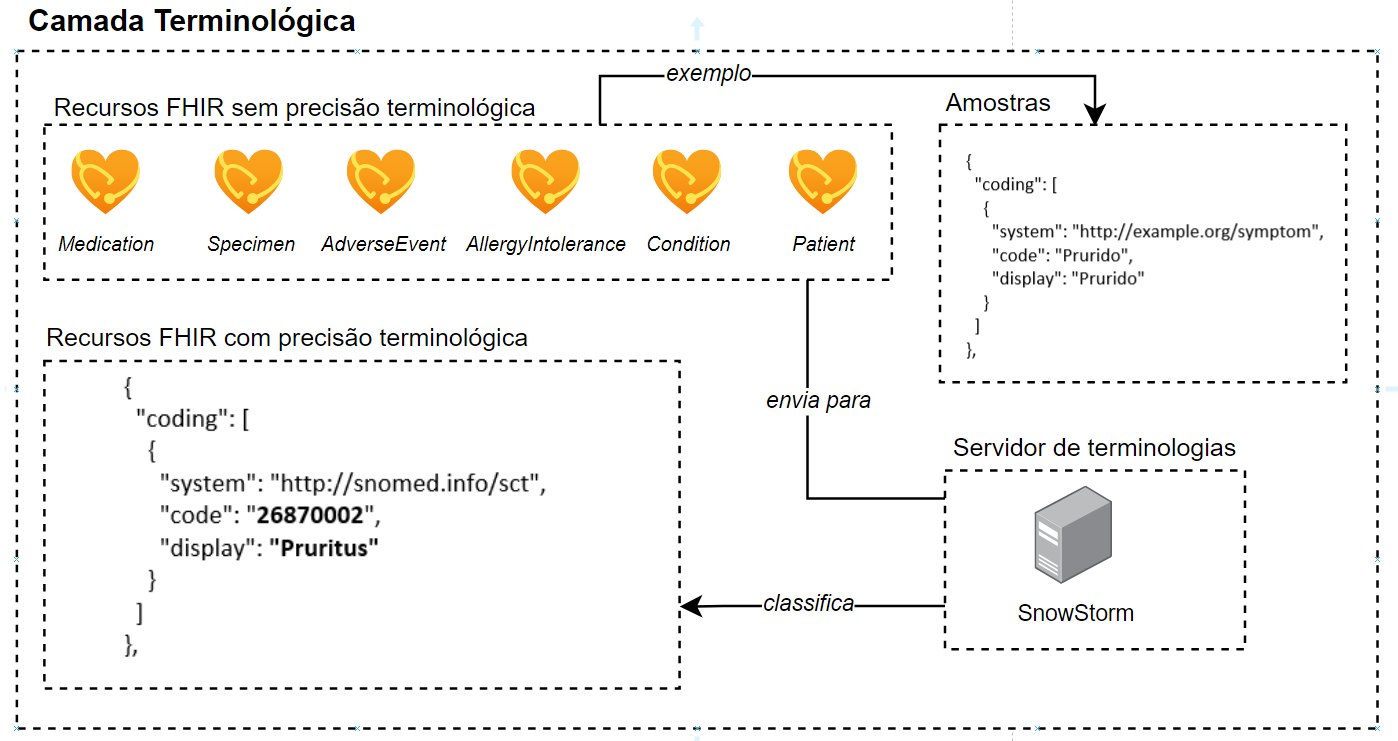 Camada Terminológica
exemplo
Recursos FHIR sem precisão terminológica
Medication
Specimen
AdverseEvent
AllergyIntolerance
Condition
Patient
Amostras
{
"coding": [
{
"system": "http://example.org/symptom",
"code": "Prurido",
"display": "Prurido"
}
]
},
envia para
Recursos FHIR com precisão terminológica
{
"coding": [
{
"system": "http://snomed.info/sct",
"code": "26870002",
"display": "Pruritus"
}
]
},
Servidor de terminologias
SnowStorm
classifica